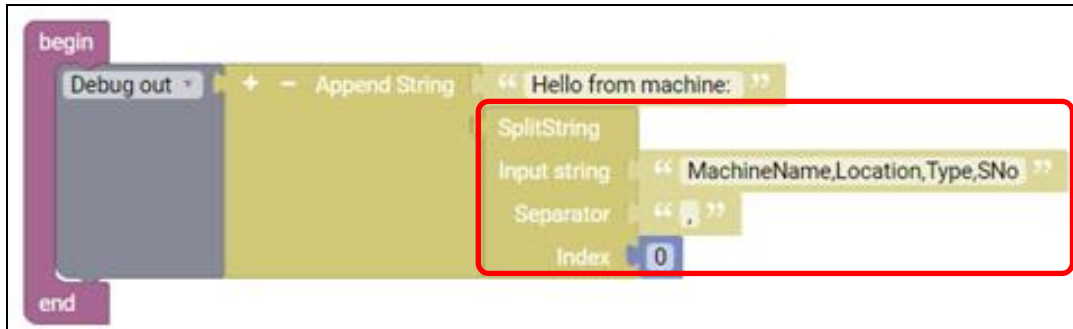 begin
Debug out + − Append String “ Hello from machine: ”
SplitString
Input string “ MachineName,Location,Type,SNo ”
Separator “ , ”
Index 0
end